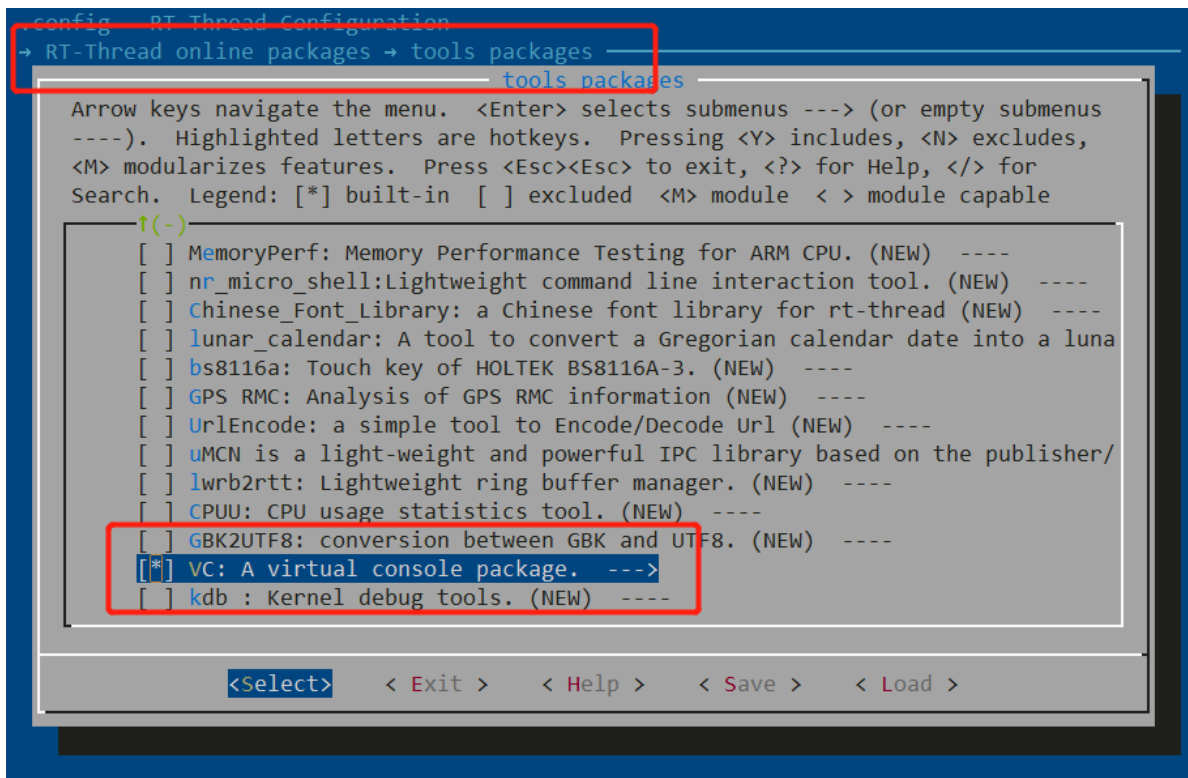 .config - RT-Thread Configuration
→ RT-Thread online packages → tools packages
tools packages
Arrow keys navigate the menu.  <Enter> selects submenus ---> (or empty submenus
----).  Highlighted letters are hotkeys.  Pressing <Y> includes, <N> excludes,
<M> modularizes features.  Press <Esc><Esc> to exit, <?> for Help, </> for
Search.  Legend: [*] built-in  [ ] excluded  <M> module  < > module capable
↑(-)
[ ] MemoryPerf: Memory Performance Testing for ARM CPU. (NEW)  ----
[ ] nr_micro_shell:Lightweight command line interaction tool. (NEW)  ----
[ ] Chinese_Font_Library: a Chinese font library for rt-thread (NEW)  ----
[ ] lunar_calendar: A tool to convert a Gregorian calendar date into a luna
[ ] bs8116a: Touch key of HOLTEK BS8116A-3. (NEW)  ----
[ ] GPS RMC: Analysis of GPS RMC information (NEW)  ----
[ ] UrlEncode: a simple tool to Encode/Decode Url (NEW)  ----
[ ] uMCN is a light-weight and powerful IPC library based on the publisher/
[ ] lwrb2rtt: Lightweight ring buffer manager. (NEW)  ----
[ ] CPUU: CPU usage statistics tool. (NEW)  ----
[ ] GBK2UTF8: conversion between GBK and UTF8. (NEW)  ----
[*] VC: A virtual console package.  --->
[ ] kdb : Kernel debug tools. (NEW)  ----
<Select>    < Exit >    < Help >    < Save >    < Load >